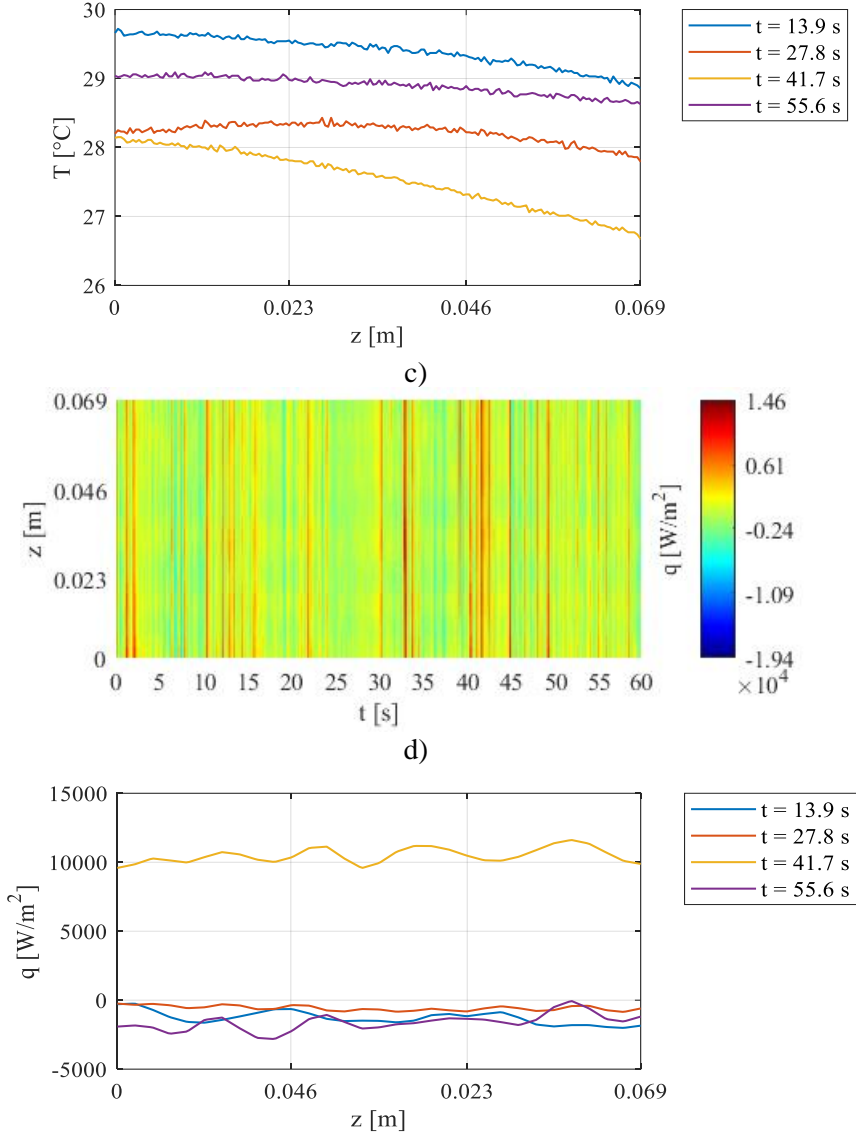 30
29
28
27
26
T [°C]
0
0.023
0.046
0.069
z [m]
t = 13.9 s
t = 27.8 s
t = 41.7 s
t = 55.6 s
c)
0.069
0.046
0.023
0
z [m]
0 5 10 15 20 25 30 35 40 45 50 55 60
t [s]
q [W/m²]
1.46
0.61
-0.24
-1.09
-1.94
×10⁴
d)
15000
10000
5000
0
-5000
q [W/m²]
0
0.046
0.023
0.069
z [m]
t = 13.9 s
t = 27.8 s
t = 41.7 s
t = 55.6 s